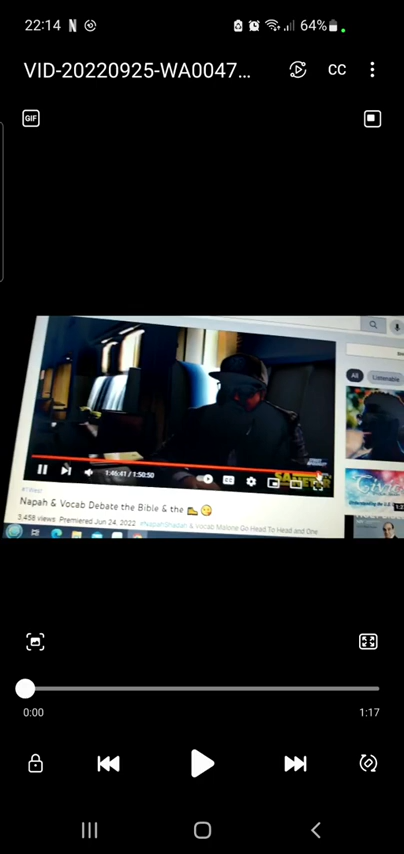 22:14 N 64%
VID-20220925-WA0047...
CC
GIF
1:46:41 / 1:50:50
CC
All Listenable
Napah & Vocab Debate the Bible & the 🥾 😉
3,458 views Premiered Jun 24, 2022 & Vocab Malone Go Head To Head and One
0:00
1:17